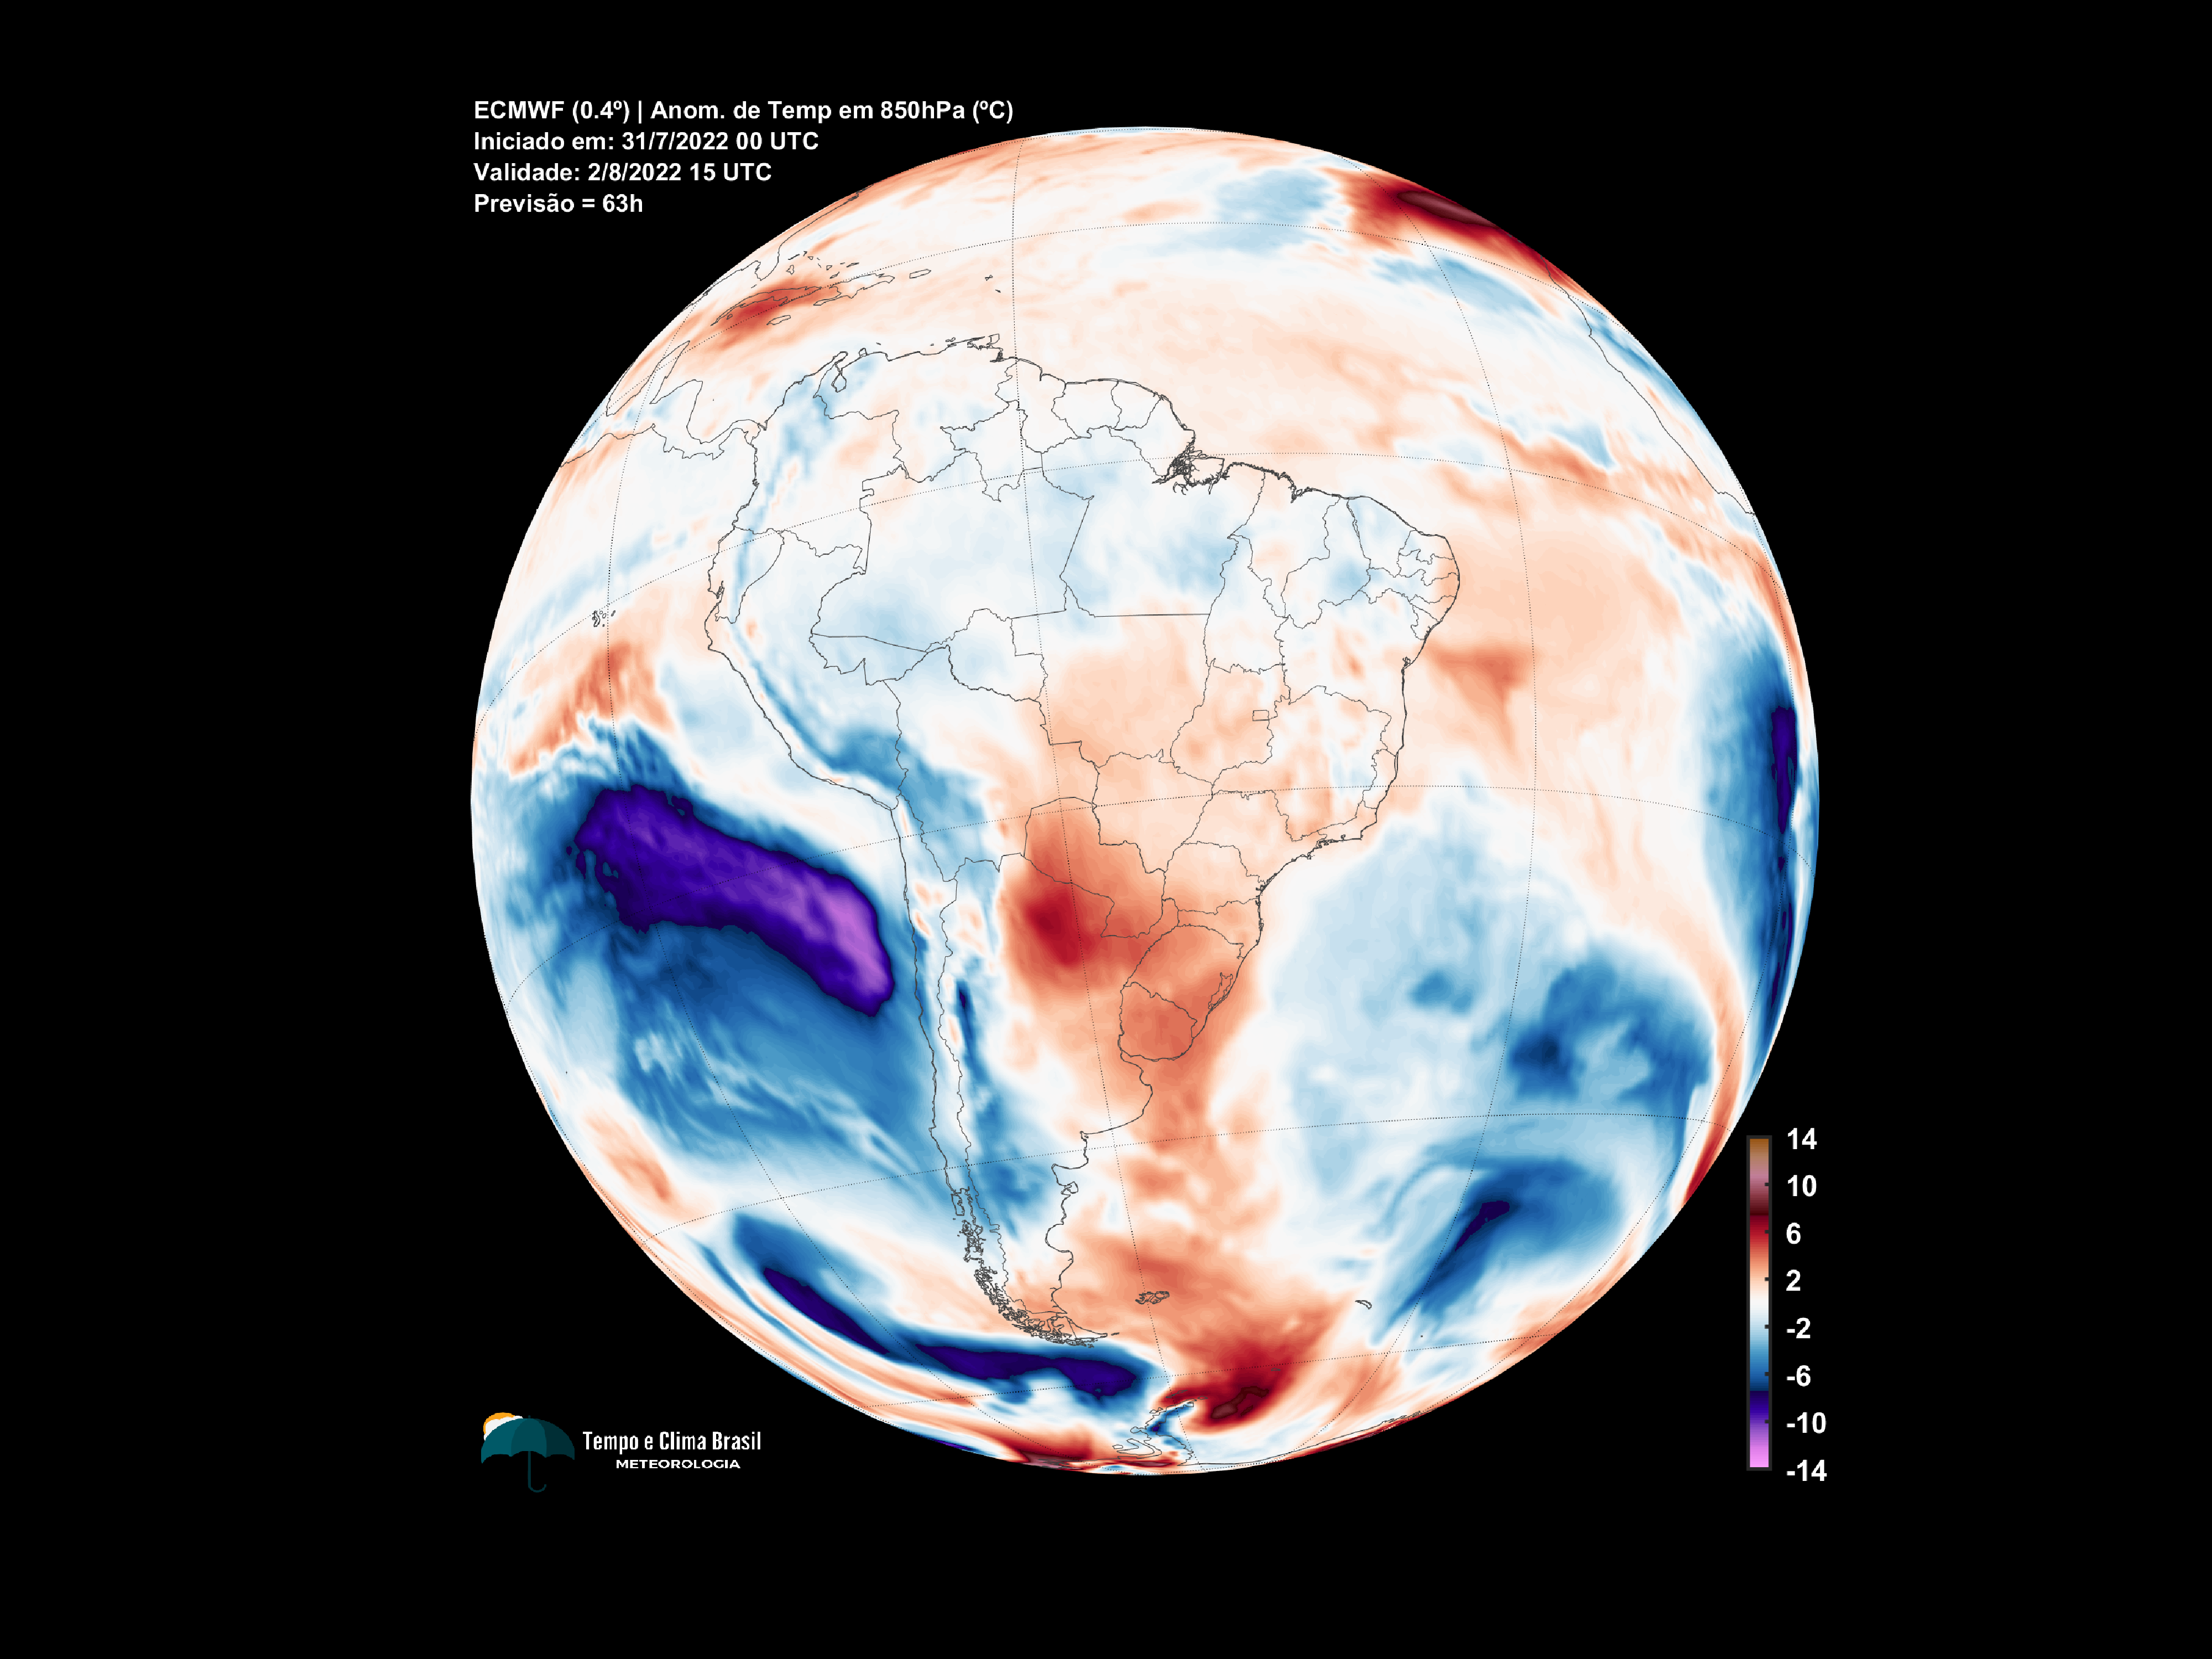 ECMWF (0.4º) | Anom. de Temp em 850hPa (ºC)
Iniciado em: 31/7/2022 00 UTC
Validade: 2/8/2022 15 UTC
Previsão = 63h
14
10
6
2
-2
-6
-10
-14
Tempo e Clima Brasil
METEOROLOGIA